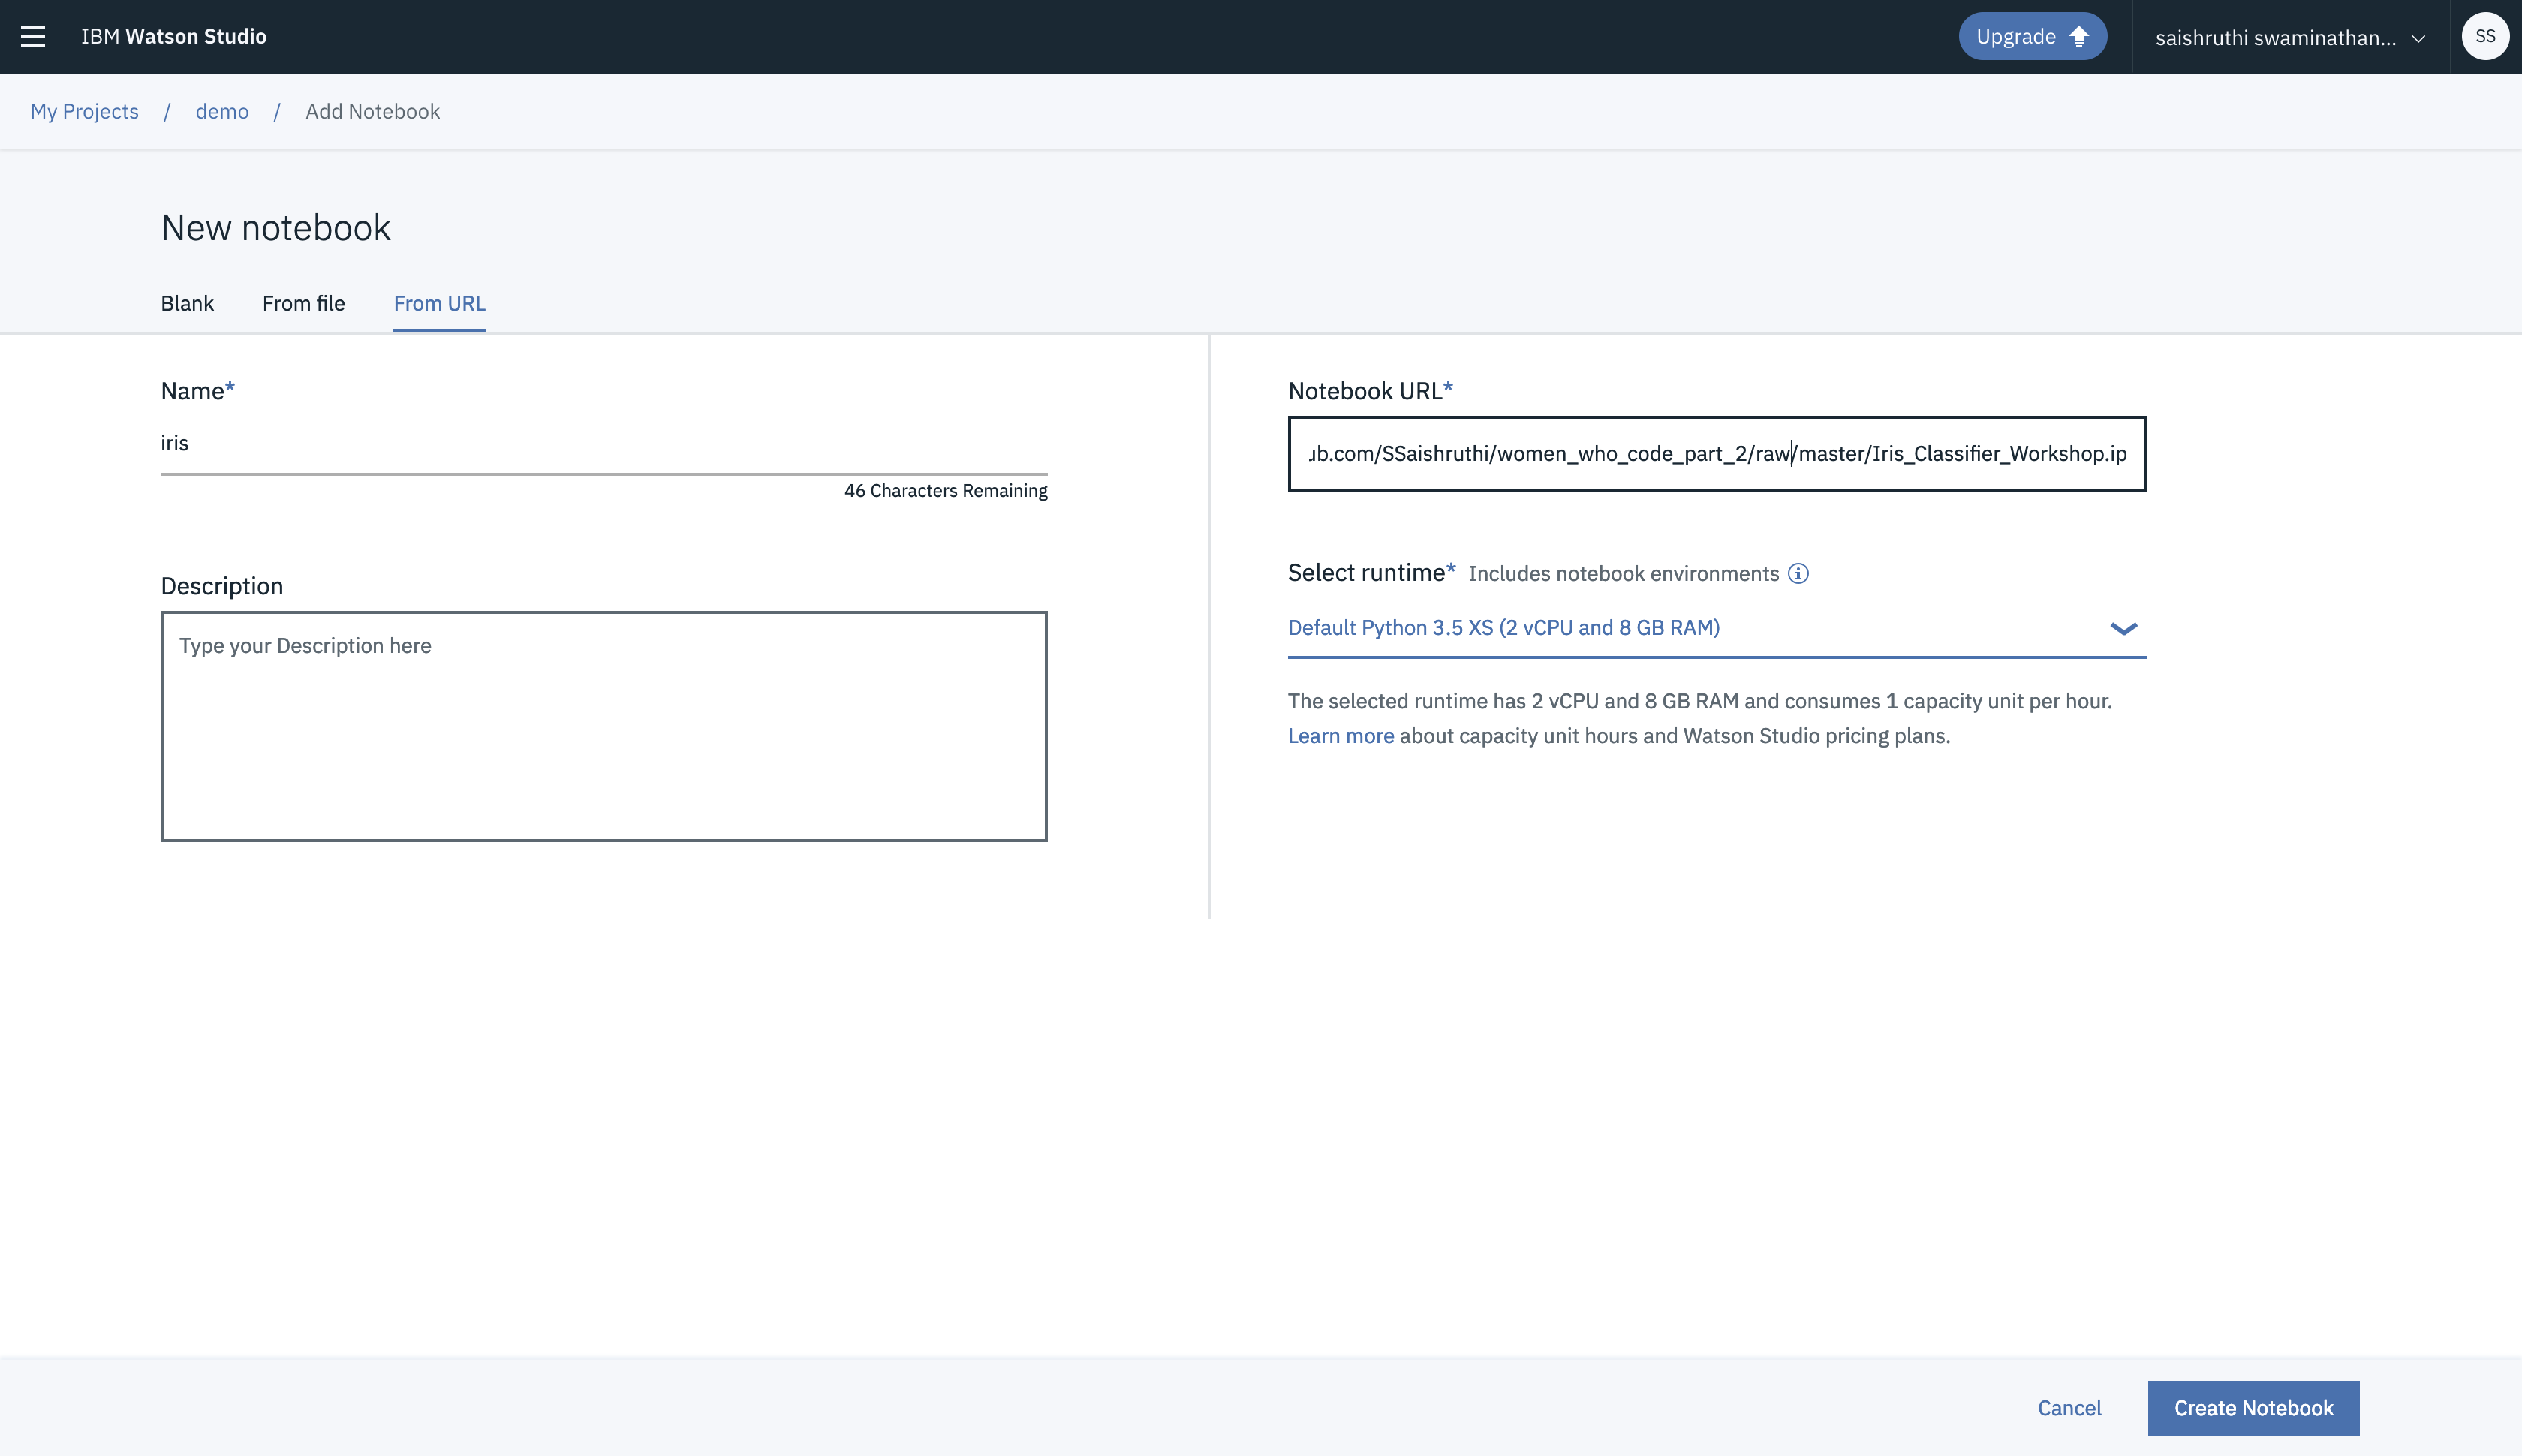 IBM Watson Studio
Upgrade
saishruthi swaminathan...
SS
My Projects / demo / Add Notebook
New notebook
Blank From file From URL
Name*
iris
46 Characters Remaining
Description
Type your Description here
Notebook URL*
ub.com/SSaishruthi/women_who_code_part_2/raw/master/Iris_Classifier_Workshop.ip
Select runtime* Includes notebook environments
Default Python 3.5 XS (2 vCPU and 8 GB RAM)
The selected runtime has 2 vCPU and 8 GB RAM and consumes 1 capacity unit per hour.
Learn more about capacity unit hours and Watson Studio pricing plans.
Cancel
Create Notebook